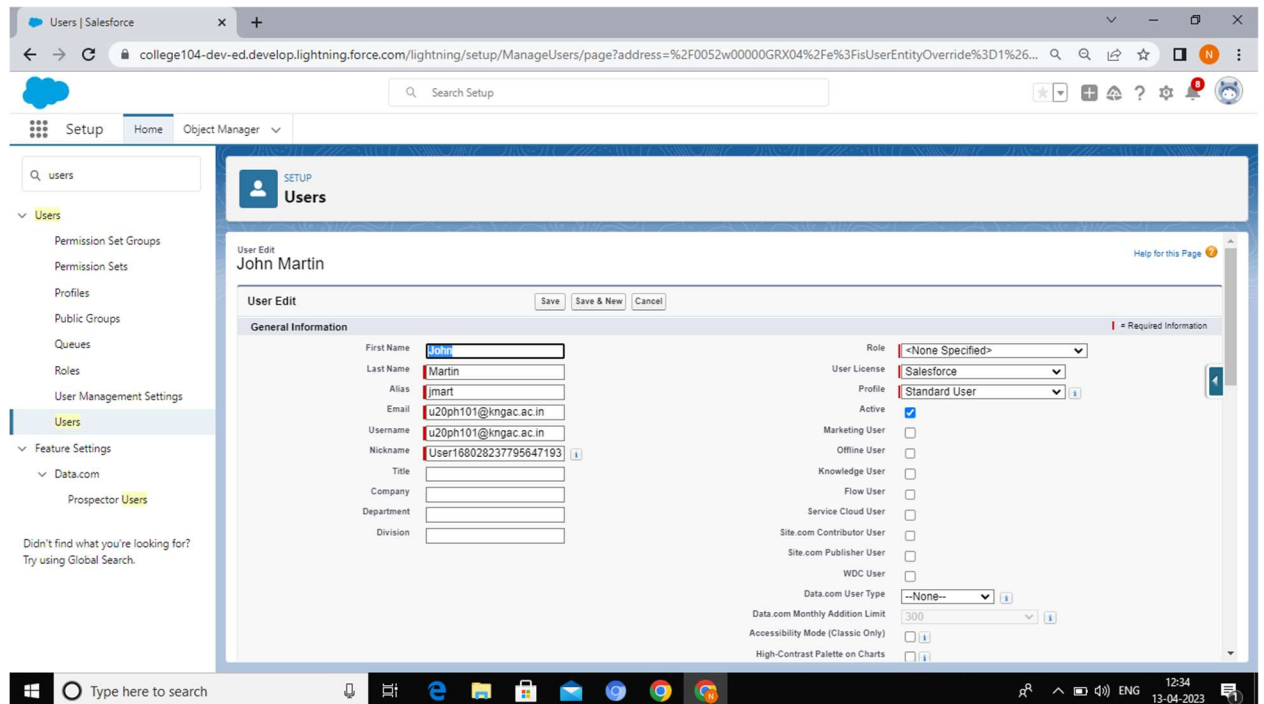 Users | Salesforce
college104-dev-ed.develop.lightning.force.com/lightning/setup/ManageUsers/page?address=%2F0052w00000GRX04%2Fe%3FisUserEntityOverride%3D1%26...
N
Search Setup
8
Setup
Home
Object Manager
users
Users
Permission Set Groups
Permission Sets
Profiles
Public Groups
Queues
Roles
User Management Settings
Users
Feature Settings
Data.com
Prospector Users
Didn't find what you're looking for?
Try using Global Search.
SETUP
Users
User Edit
John Martin
Help for this Page
User Edit
Save
Save & New
Cancel
General Information
= Required Information
First Name John
Last Name Martin
Alias jmart
Email u20ph101@kngac.ac.in
Username u20ph101@kngac.ac.in
Nickname User168028237795647193
Title
Company
Department
Division
Role <None Specified>
User License Salesforce
Profile Standard User
Active
Marketing User
Offline User
Knowledge User
Flow User
Service Cloud User
Site.com Contributor User
Site.com Publisher User
WDC User
Data.com User Type --None--
Data.com Monthly Addition Limit 300
Accessibility Mode (Classic Only)
High-Contrast Palette on Charts
Type here to search
ENG
12:34
13-04-2023
1